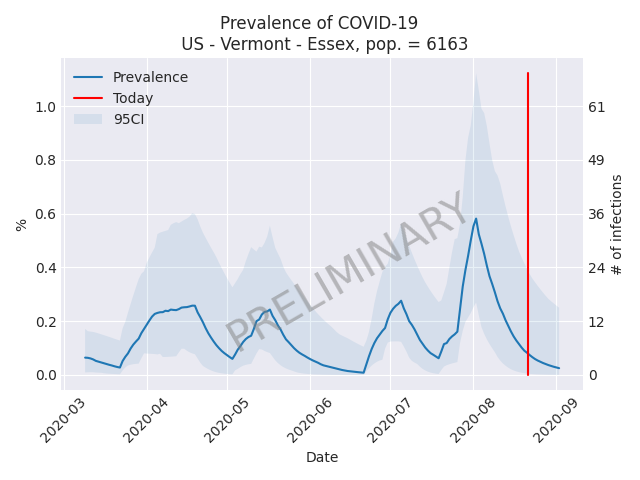 Prevalence of COVID-19
US - Vermont - Essex, pop. = 6163
Prevalence
Today
95CI
PRELIMINARY
%
1.0
0.8
0.6
0.4
0.2
0.0
61
49
36
24
12
0
# of infections
2020-03
2020-04
2020-05
2020-06
2020-07
2020-08
2020-09
Date